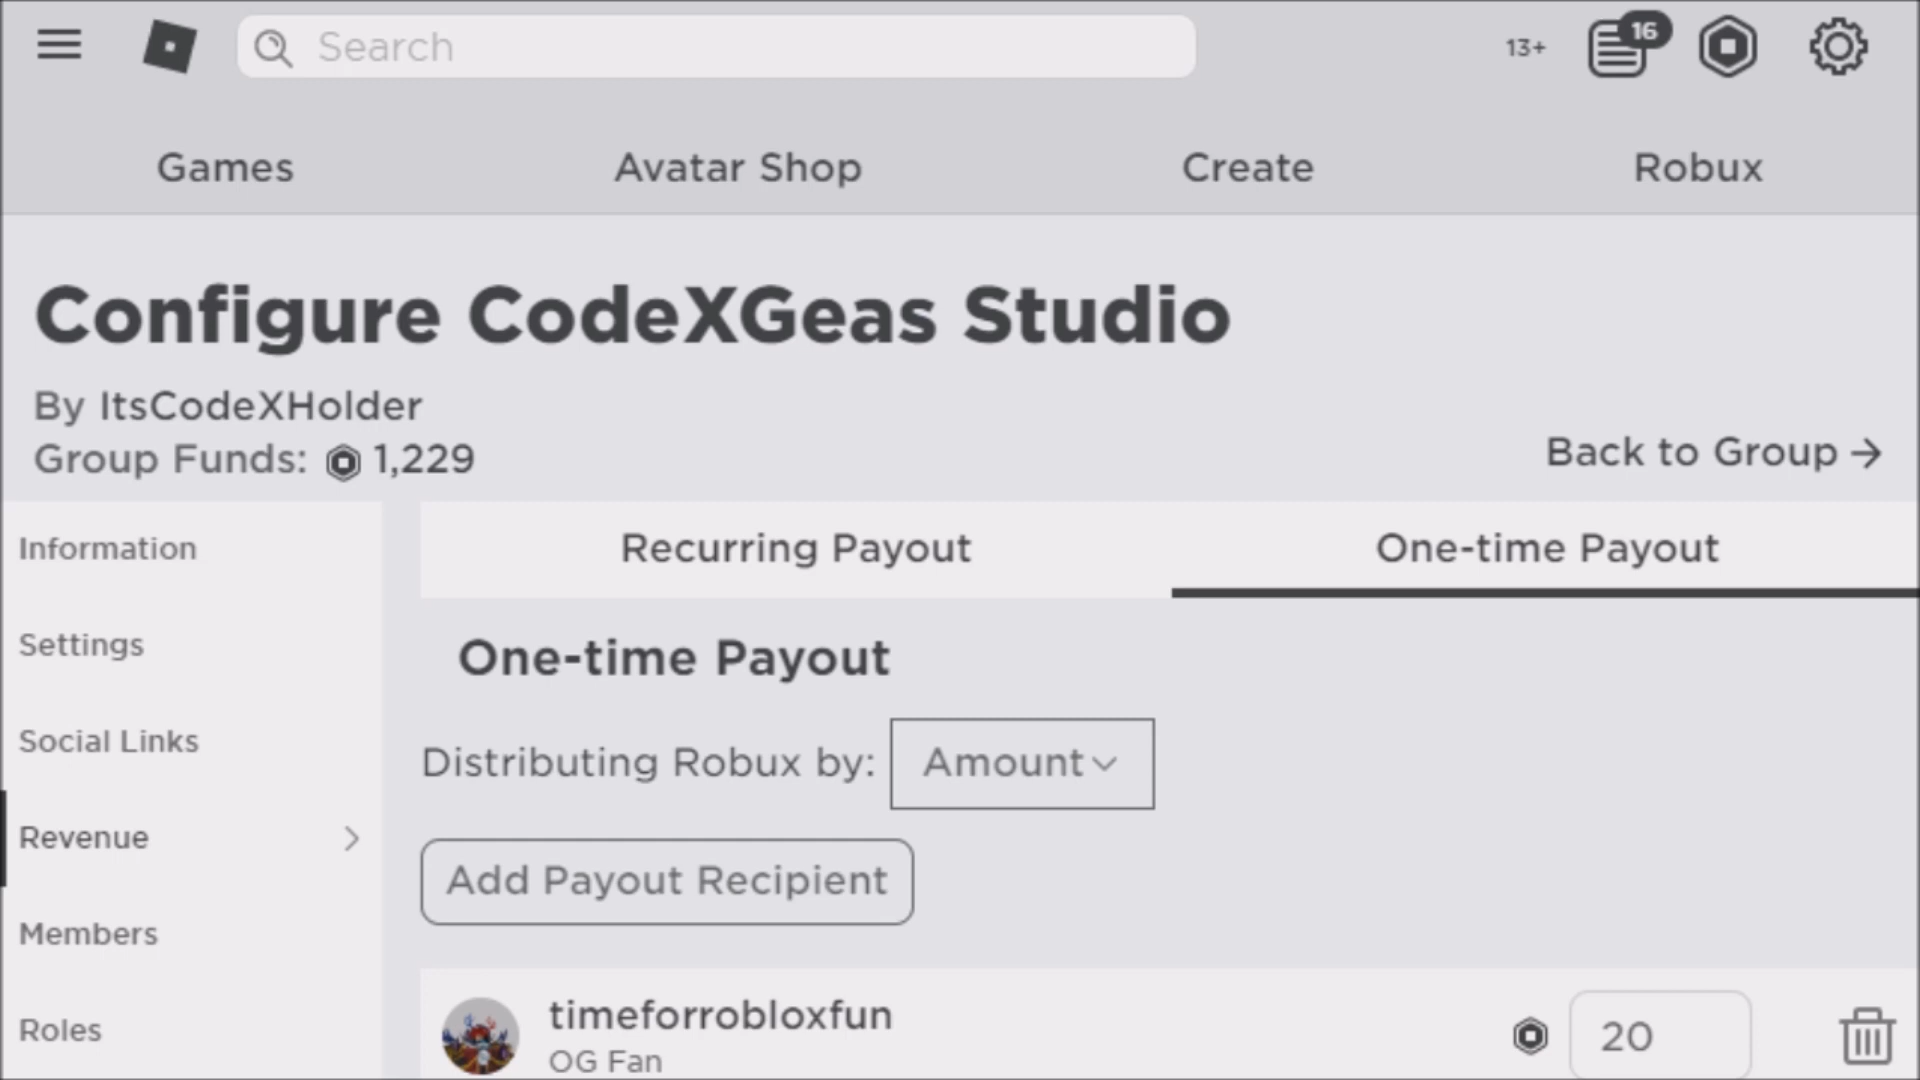 Search
13+
16
Games
Avatar Shop
Create
Robux
Configure CodeXGeas Studio
By ItsCodeXHolder
Group Funds: 1,229
Back to Group
Information
Settings
Social Links
Revenue
Members
Roles
Recurring Payout
One-time Payout
One-time Payout
Distributing Robux by: Amount
Add Payout Recipient
timeforrobloxfun
OG Fan
20